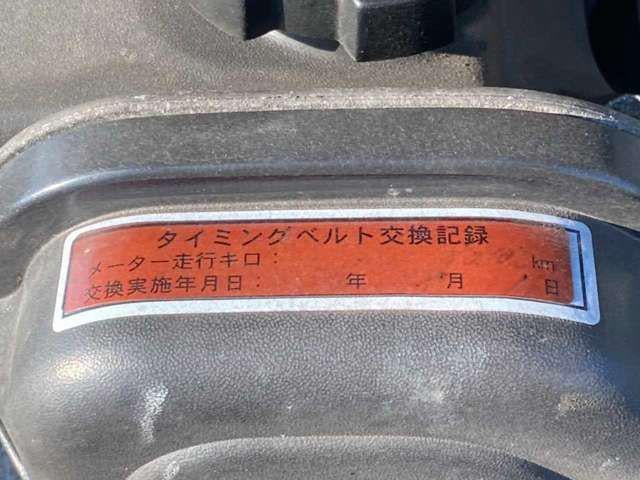 タイミングベルト交換記録
メーター走行キロ： km
交換実施年月日： 年 月 日